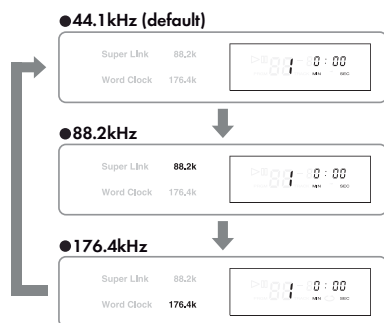 ●44.1kHz (default)
Super Link 88.2k
Word Clock 176.4k
1 0:00
MIN SEC
●88.2kHz
Super Link 88.2k
Word Clock 176.4k
1 0:00
MIN SEC
●176.4kHz
Super Link 88.2k
Word Clock 176.4k
1 0:00
MIN SEC